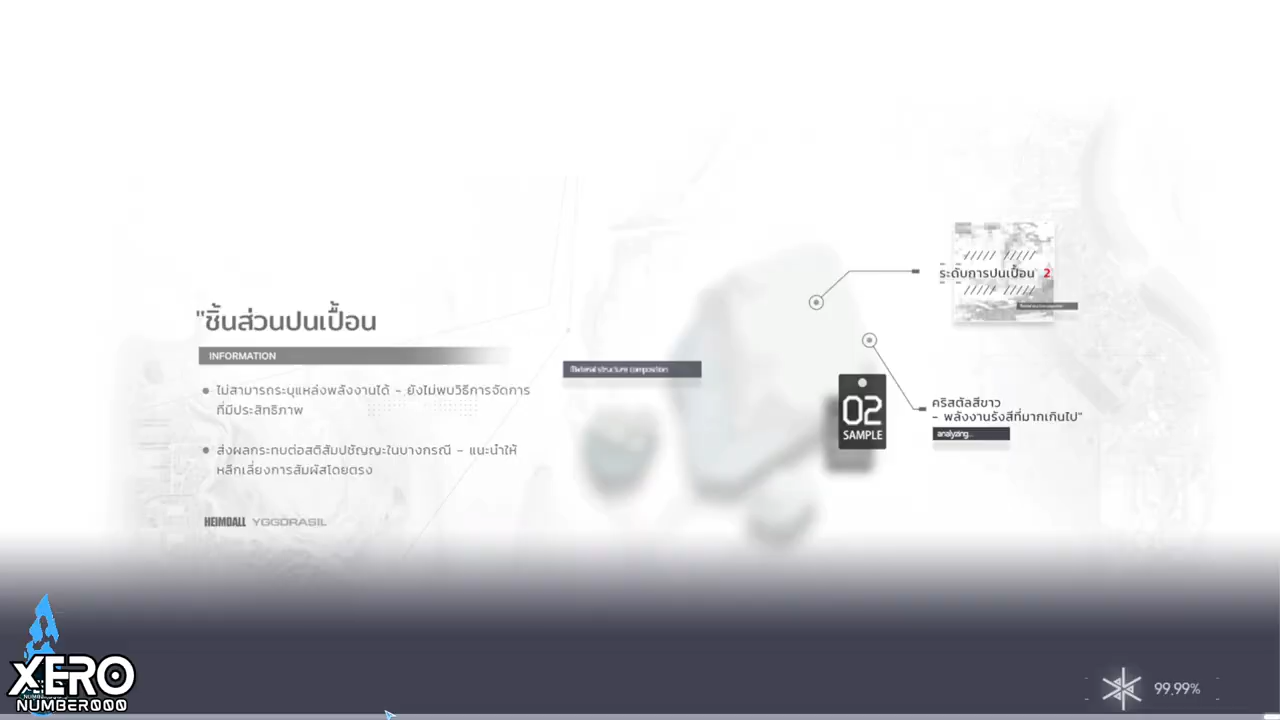 "ชิ้นส่วนปนเปื้อน
INFORMATION
ไม่สามารถระบุแหล่งพลังงานได้ - ยังไม่พบวิธีการจัดการ
ที่มีประสิทธิภาพ
ส่งผลกระทบต่อสติสัมปชัญญะในบางกรณี - แนะนำให้
หลีกเลี่ยงการสัมผัสโดยตรง
HEIMDALL YGGDRASIL
Material structure composition
ระดับการปนเปื้อน 2
02
SAMPLE
คริสตัลสีขาว
- พลังงานรังสีที่มากเกินไป"
analyzing...
XERO
NUMBER000
99.99%